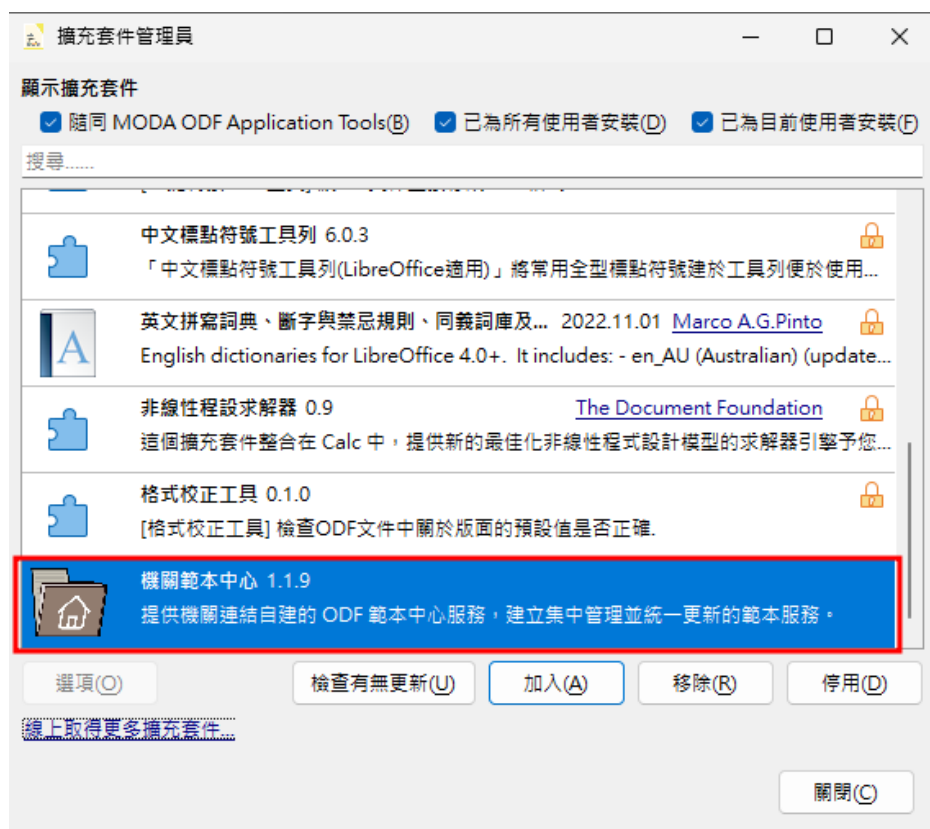 擴充套件管理員
顯示擴充套件
隨同 MODA ODF Application Tools(B) 已為所有使用者安裝(D) 已為目前使用者安裝(F)
搜尋......
中文標點符號工具列 6.0.3
「中文標點符號工具列(LibreOffice適用)」將常用全型標點符號建於工具列便於使用...
英文拼寫詞典、斷字與禁忌規則、同義詞庫及... 2022.11.01 Marco A.G.Pinto
English dictionaries for LibreOffice 4.0+. It includes: - en_AU (Australian) (update...
非線性程設求解器 0.9 The Document Foundation
這個擴充套件整合在 Calc 中，提供新的最佳化非線性程式設計模型的求解器引擎予您...
格式校正工具 0.1.0
[格式校正工具] 檢查ODF文件中關於版面的預設值是否正確.
機關範本中心 1.1.9
提供機關連結自建的 ODF 範本中心服務，建立集中管理並統一更新的範本服務。
選項(O) 檢查有無更新(U) 加入(A) 移除(R) 停用(D)
線上取得更多擴充套件...
關閉(C)